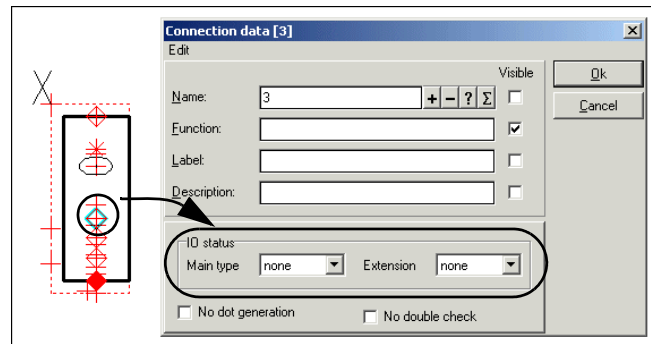 Connection data [3]
Edit
Visible
Name: 3 + - ? Σ
Function:
Label:
Description:
Ok
Cancel
IO status
Main type none Extension none
No dot generation No double check
X